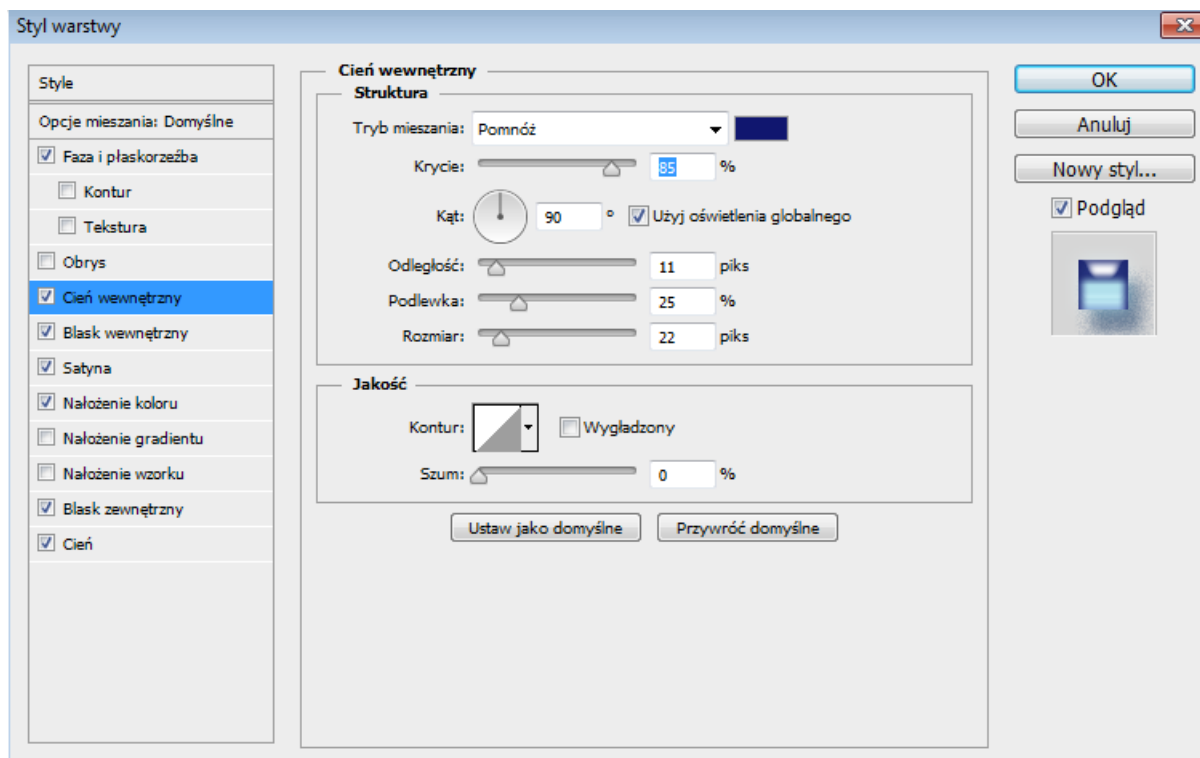 Styl warstwy
Style
Opcje mieszania: Domyślne
Faza i płaskorzeźba
Kontur
Tekstura
Obrys
Cień wewnętrzny
Blask wewnętrzny
Satyna
Nałożenie koloru
Nałożenie gradientu
Nałożenie wzorku
Blask zewnętrzny
Cień
Cień wewnętrzny
Struktura
Tryb mieszania: Pomnóż
Krycie: 85 %
Kąt: 90 ° Użyj oświetlenia globalnego
Odległość: 11 piks
Podlewka: 25 %
Rozmiar: 22 piks
Jakość
Kontur: Wygładzony
Szum: 0 %
Ustaw jako domyślne Przywróć domyślne
OK
Anuluj
Nowy styl...
Podgląd